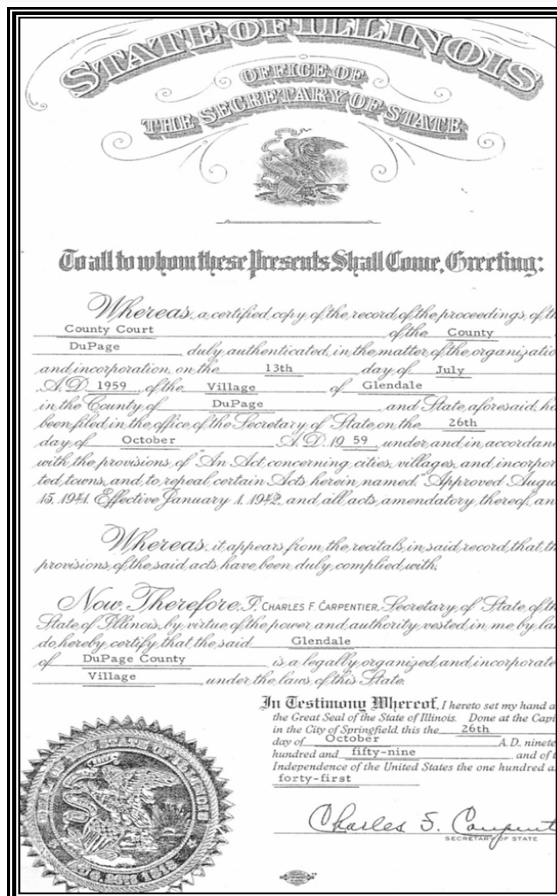 STATE OF ILLINOIS
OFFICE OF
THE SECRETARY OF STATE
To all to whom these Presents Shall Come, Greeting:
Whereas, a certified copy of the record of the proceedings of th
County Court of the County
DuPage duly authenticated, in the matter of the organizatio
and incorporation, on the 13th day of July
A.D. 1959 of the Village of Glendale
in the County of DuPage and State aforesaid, ha
been filed in the office of the Secretary of State, on the 26th
day of October A.D. 19 59 under and in accordanc
with the provisions of "An Act concerning cities, villages, and incorpor
ted towns, and to repeal certain Acts herein named." Approved Augus
15, 1941. Effective January 1, 1942, and all acts amendatory thereof, an
Whereas, it appears from the recitals in said record, that th
provisions of the said acts have been duly complied with,
Now Therefore, I, CHARLES F. CARPENTIER, Secretary of State of the
State of Illinois, by virtue of the power and authority vested in me by la
do hereby certify that the said Glendale
of DuPage County is a legally organized and incorporate
Village under the laws of this State.
In Testimony Whereof, I hereto set my hand a
the Great Seal of the State of Illinois. Done at the Capi
in the City of Springfield this the 26th
day of October A.D. ninete
hundred and fifty-nine and of t
Independence of the United States the one hundred a
forty-first
Charles F. Carpent
SECRETARY OF STATE
OF ILLINOIS
AUG. 26TH 1818